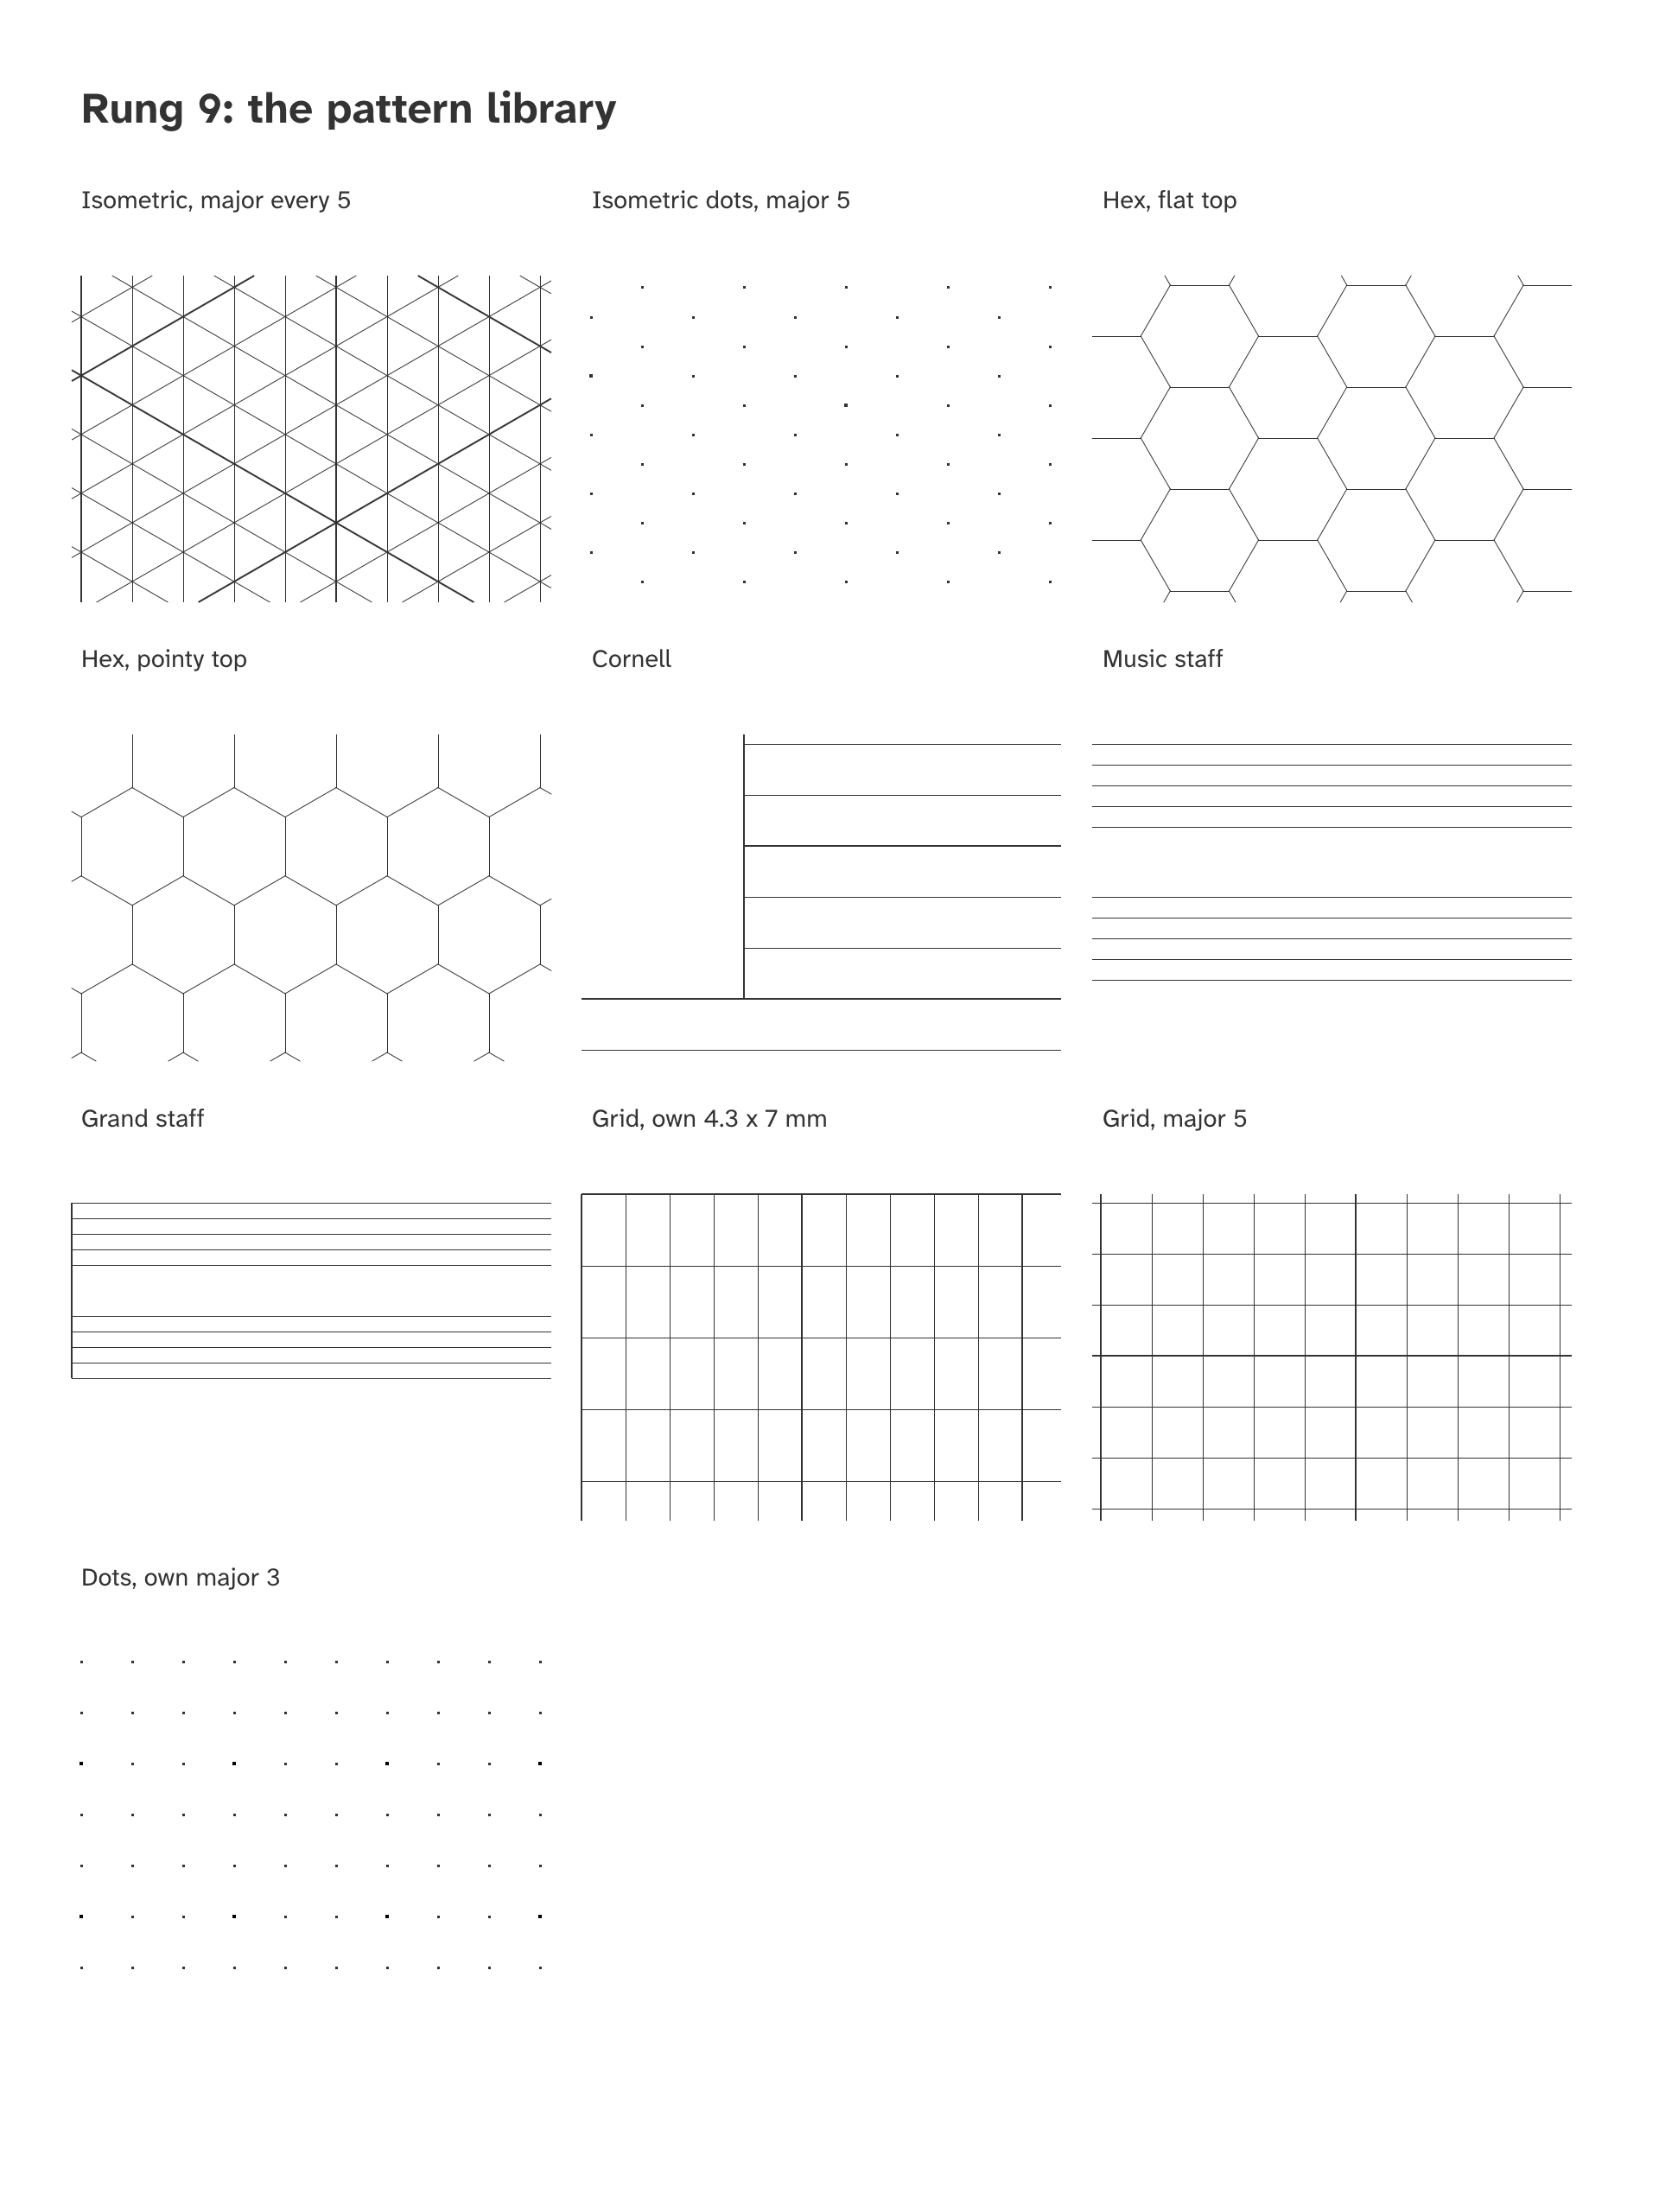 Rung 9: the pattern library
Isometric, major every 5
Isometric dots, major 5
Hex, flat top
Hex, pointy top
Cornell
Music staff
Grand staff
Grid, own 4.3 x 7 mm
Grid, major 5
Dots, own major 3